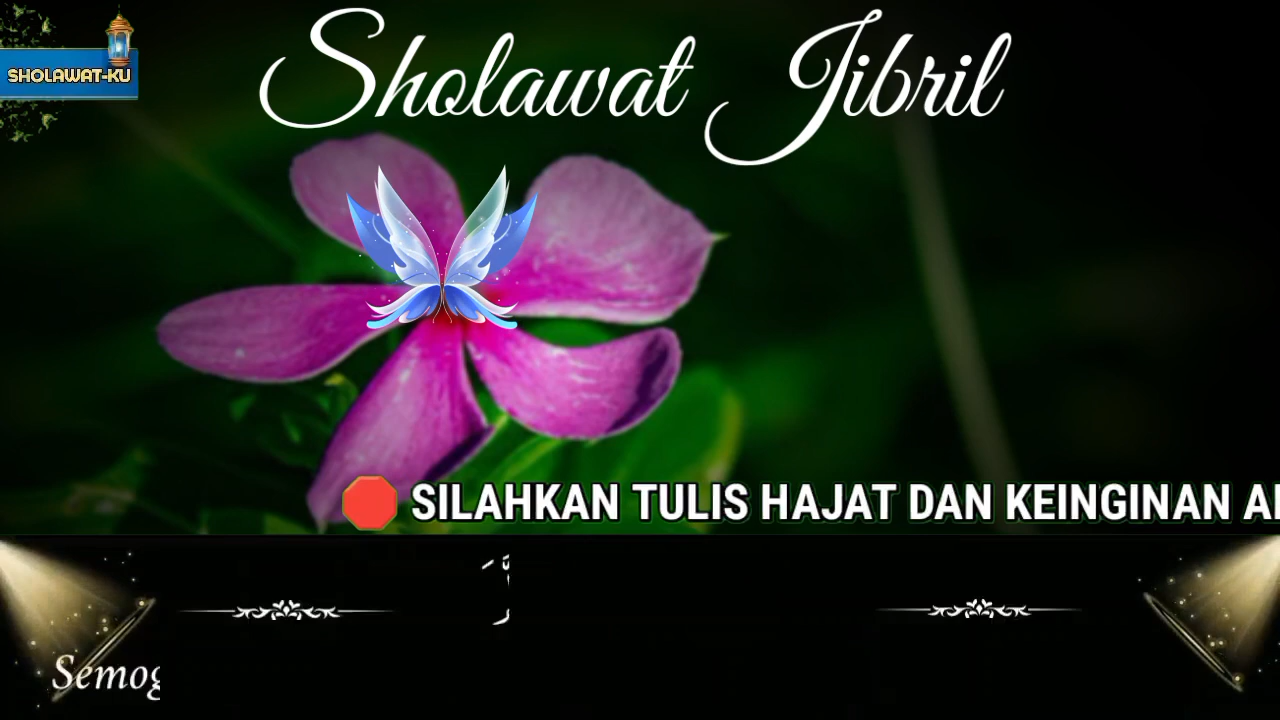 Sholawat Jibril
SHOLAWAT-KU
SILAHKAN TULIS HAJAT DAN KEINGINAN